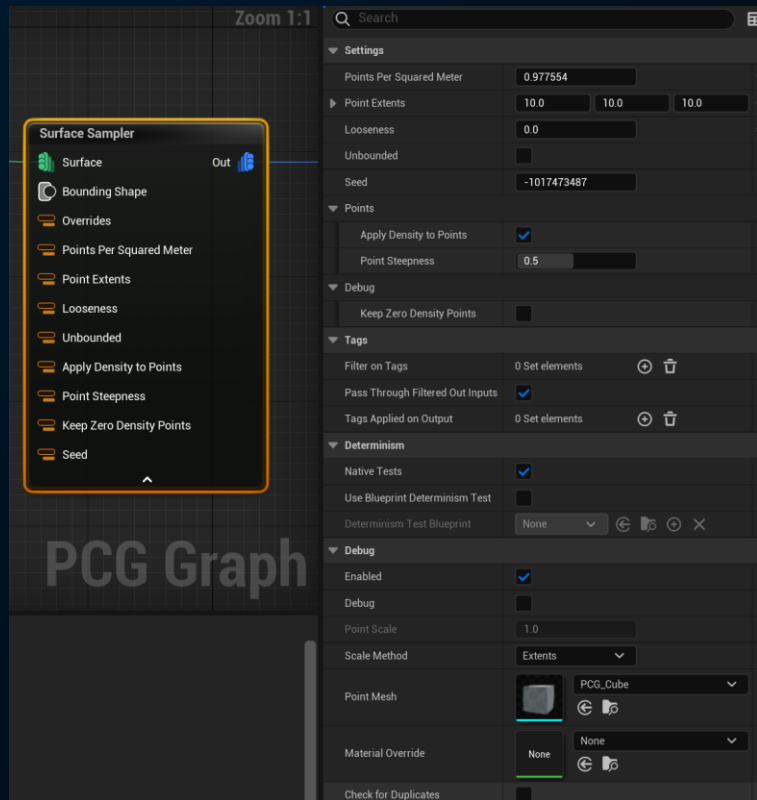 Zoom 1:1
Surface Sampler
Surface Out
Bounding Shape
Overrides
Points Per Squared Meter
Point Extents
Looseness
Unbounded
Apply Density to Points
Point Steepness
Keep Zero Density Points
Seed
PCG Graph
Search
Settings
Points Per Squared Meter 0.977554
Point Extents 10.0 10.0 10.0
Looseness 0.0
Unbounded
Seed -1017473487
Points
Apply Density to Points
Point Steepness 0.5
Debug
Keep Zero Density Points
Tags
Filter on Tags 0 Set elements
Pass Through Filtered Out Inputs
Tags Applied on Output 0 Set elements
Determinism
Native Tests
Use Blueprint Determinism Test
Determinism Test Blueprint None
Debug
Enabled
Debug
Point Scale 1.0
Scale Method Extents
Point Mesh PCG_Cube
Material Override None None
Check for Duplicates